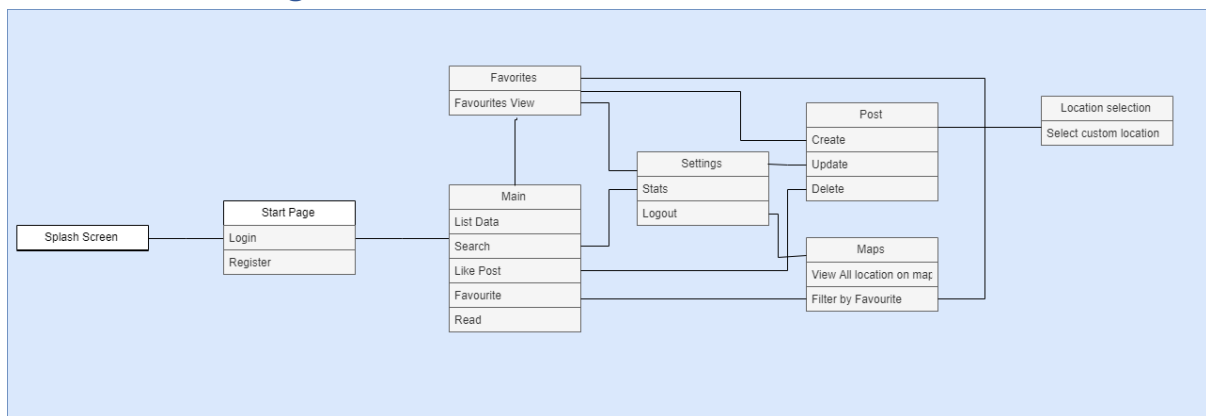 Splash Screen
Start Page
Login
Register
Favorites
Favourites View
Main
List Data
Search
Like Post
Favourite
Read
Settings
Stats
Logout
Post
Create
Update
Delete
Maps
View All location on map
Filter by Favourite
Location selection
Select custom location